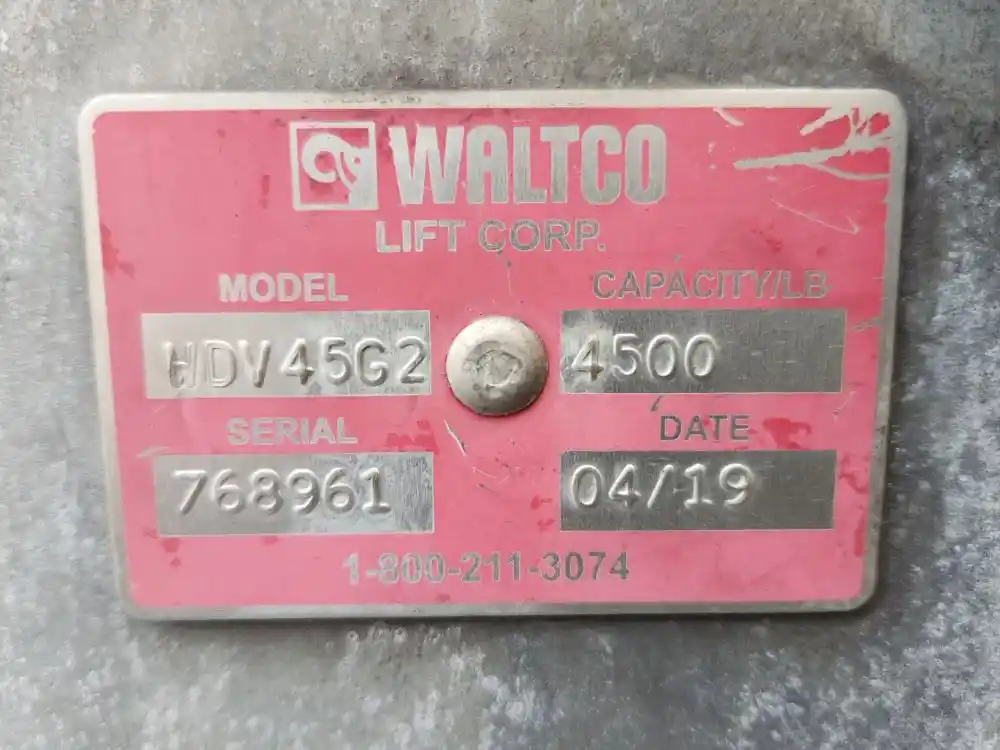 WALTCO
LIFT CORP.
MODEL CAPACITY/LB
HDV45G2 4500
SERIAL DATE
768961 04/19
1-800-211-3074